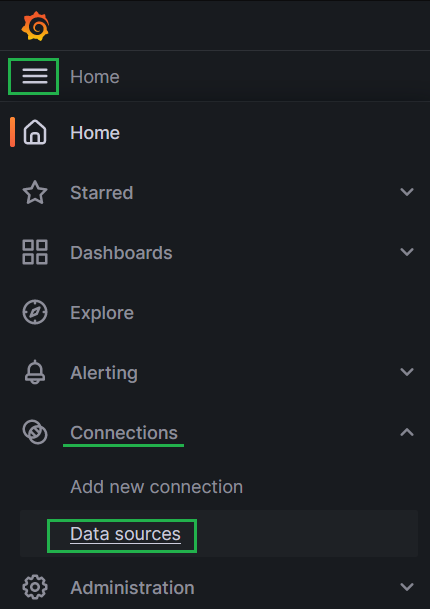 Home
Home
Starred
Dashboards
Explore
Alerting
Connections
Add new connection
Data sources
Administration